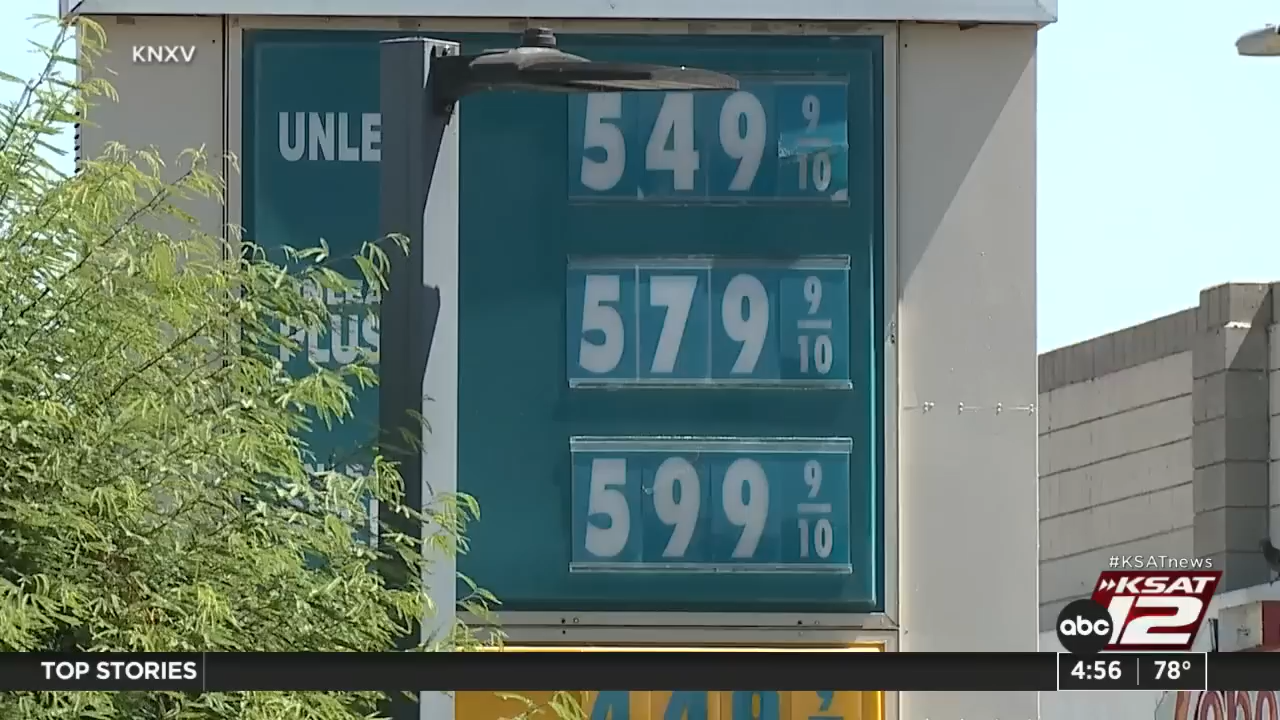 KNXV
UNLE
549 9/10
PLUS
579 9/10
599 9/10
#KSATnews
KSAT
abc 12
TOP STORIES
4:56 78°